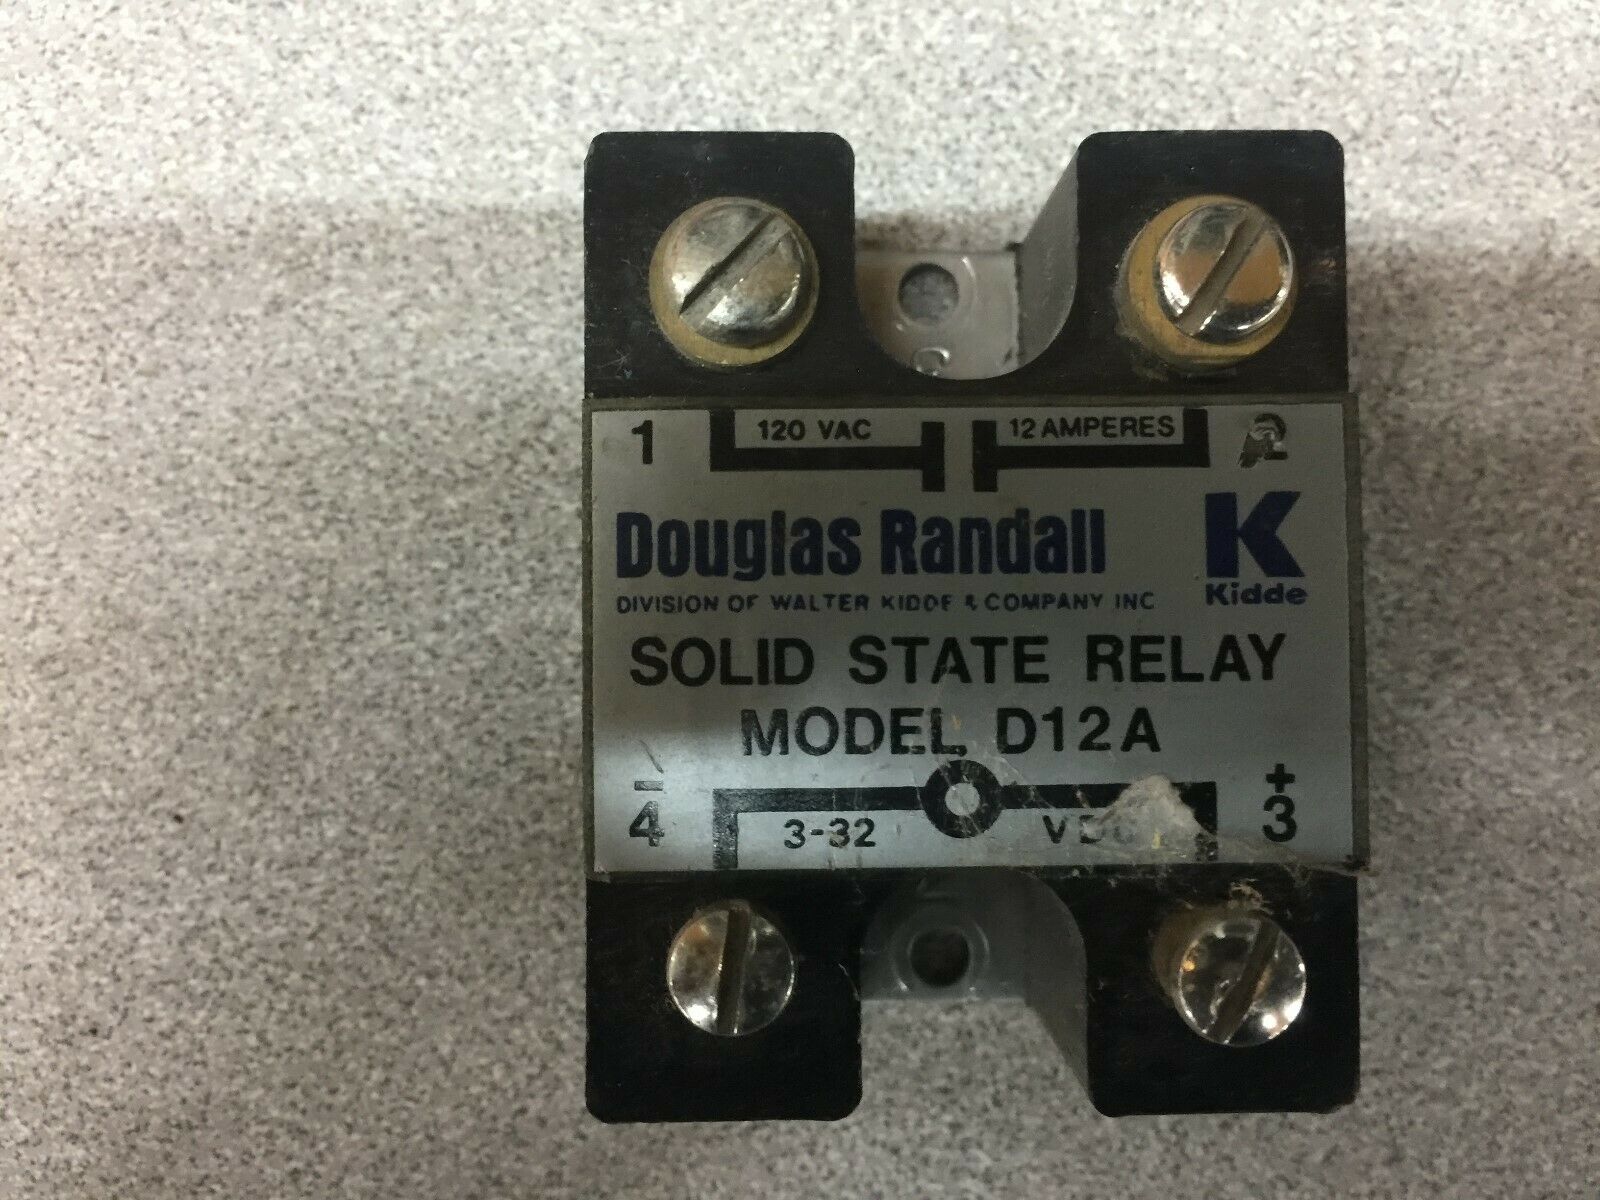 1 120 VAC 12 AMPERES 2
Douglas Randall K
DIVISION OF WALTER KIDDE & COMPANY INC Kidde
SOLID STATE RELAY
MODEL D12A
- +
4 3-32 VDC 3